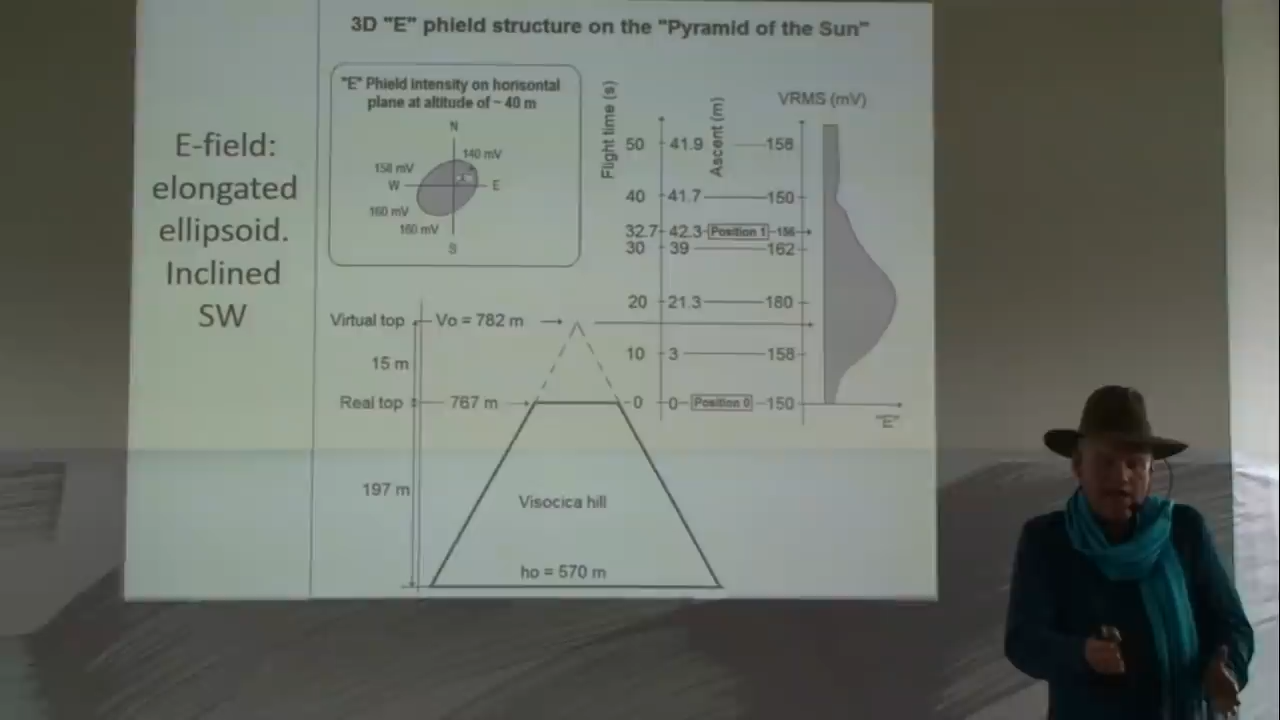 3D "E" phield structure on the "Pyramid of the Sun"
E-field:
elongated
ellipsoid.
Inclined
SW
"E" Phield intensity on horisontal
plane at altitude of ~ 40 m
N
140 mV
158 mV
W
E
160 mV
160 mV
S
Flight time (s)
Ascent (m)
VRMS (mV)
50 41.9 158
40 41.7 150
32.7 42.3 Position 1 156
30 39 162
20 21.3 180
10 3 158
0 0 Position 0 150
"E"
Virtual top Vo = 782 m
15 m
Real top 767 m
197 m
Visocica hill
ho = 570 m